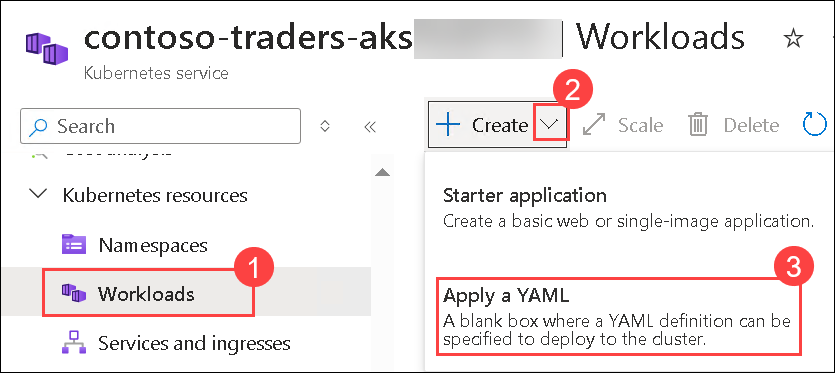 contoso-traders-aks Workloads
Kubernetes service
2
Search
Create
Scale
Delete
Kubernetes resources
Starter application
Create a basic web or single-image application.
Namespaces
1
3
Workloads
Apply a YAML
A blank box where a YAML definition can be
specified to deploy to the cluster.
Services and ingresses